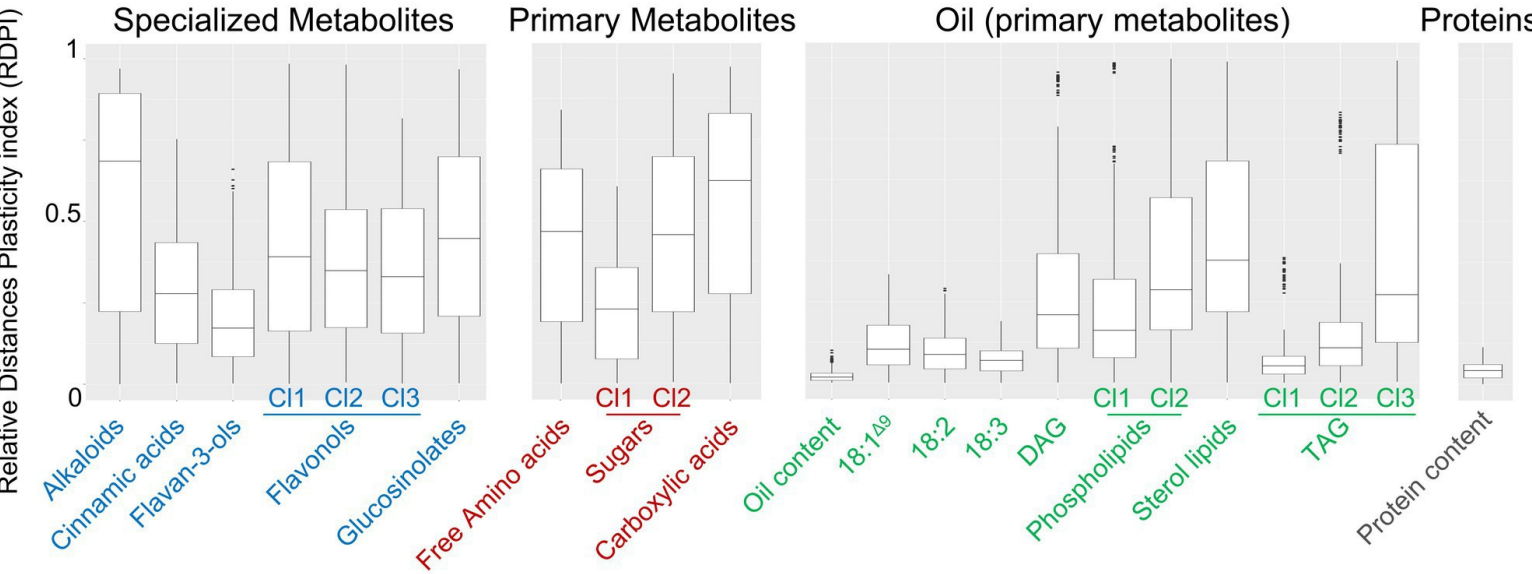 Specialized Metabolites
Primary Metabolites
Oil (primary metabolites)
Proteins
Relative Distances Plasticity index (RDPI)
1
0.5
0
Cl1 Cl2 Cl3
Cl1 Cl2
Cl1 Cl2
Cl1 Cl2 Cl3
Alkaloids
Cinnamic acids
Flavan-3-ols
Flavonols
Glucosinolates
Free Amino acids
Sugars
Carboxylic acids
Oil content
18:1Δ9
18:2
18:3
DAG
Phospholipids
Sterol lipids
TAG
Protein content